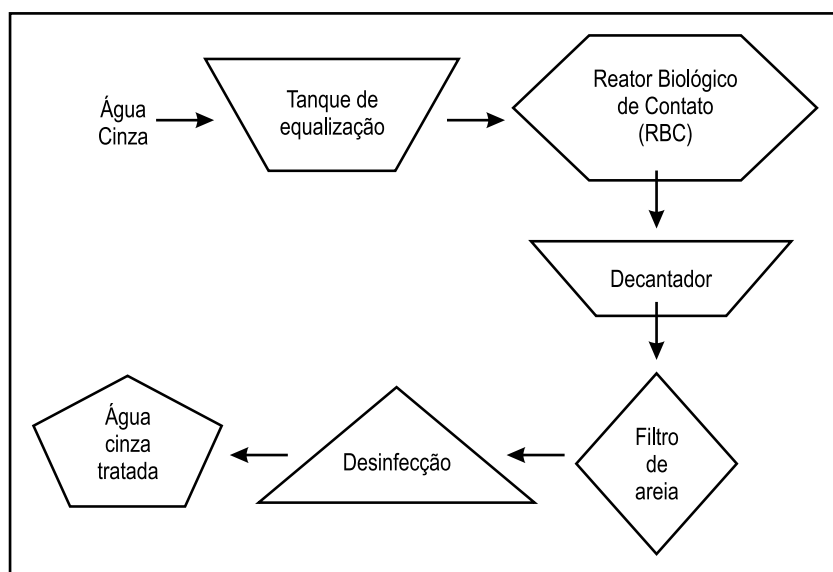 Água
Cinza
Tanque de
equalização
Reator Biológico
de Contato
(RBC)
Decantador
Filtro
de
areia
Desinfecção
Água
cinza
tratada